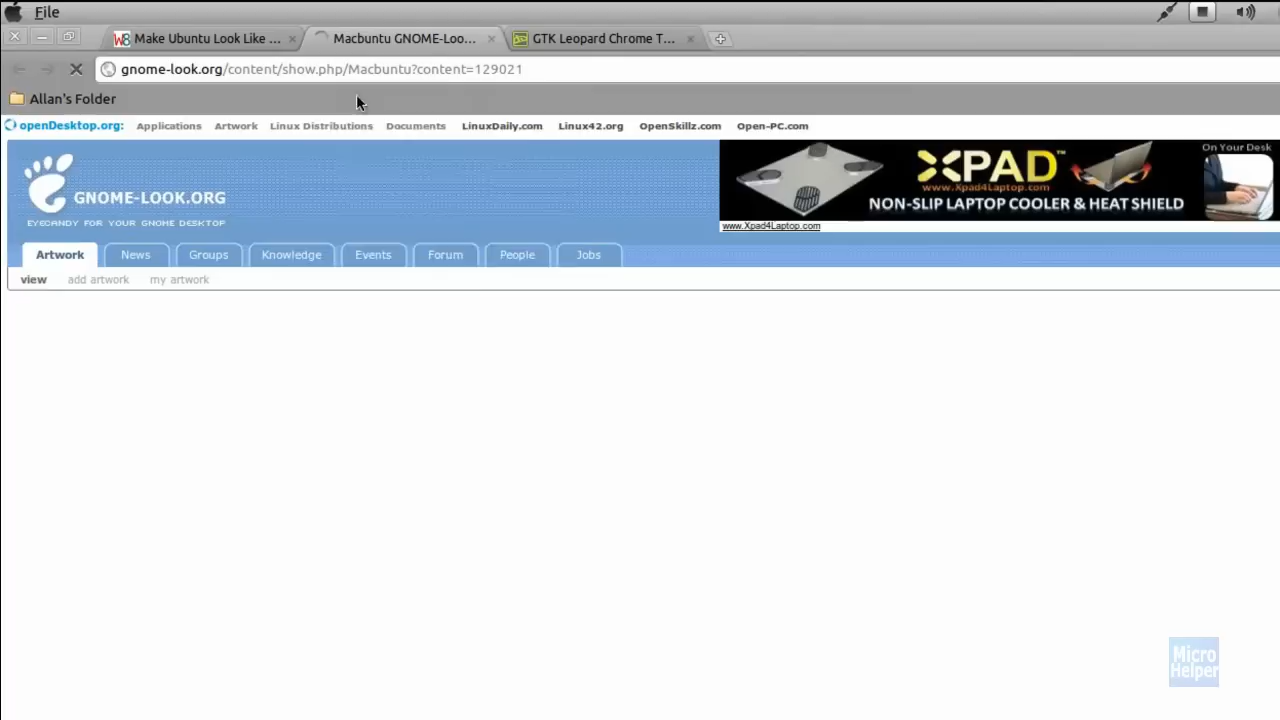 File
Make Ubuntu Look Like ...
Macbuntu GNOME-Loo...
GTK Leopard Chrome T...
gnome-look.org/content/show.php/Macbuntu?content=129021
Allan's Folder
openDesktop.org: Applications Artwork Linux Distributions Documents LinuxDaily.com Linux42.org OpenSkillz.com Open-PC.com
GNOME-LOOK.ORG
EYECANDY FOR YOUR GNOME DESKTOP
XPAD™
www.Xpad4Laptop.com
NON-SLIP LAPTOP COOLER & HEAT SHIELD
On Your Desk
www.Xpad4Laptop.com
Artwork News Groups Knowledge Events Forum People Jobs
view add artwork my artwork
Micro
Helper